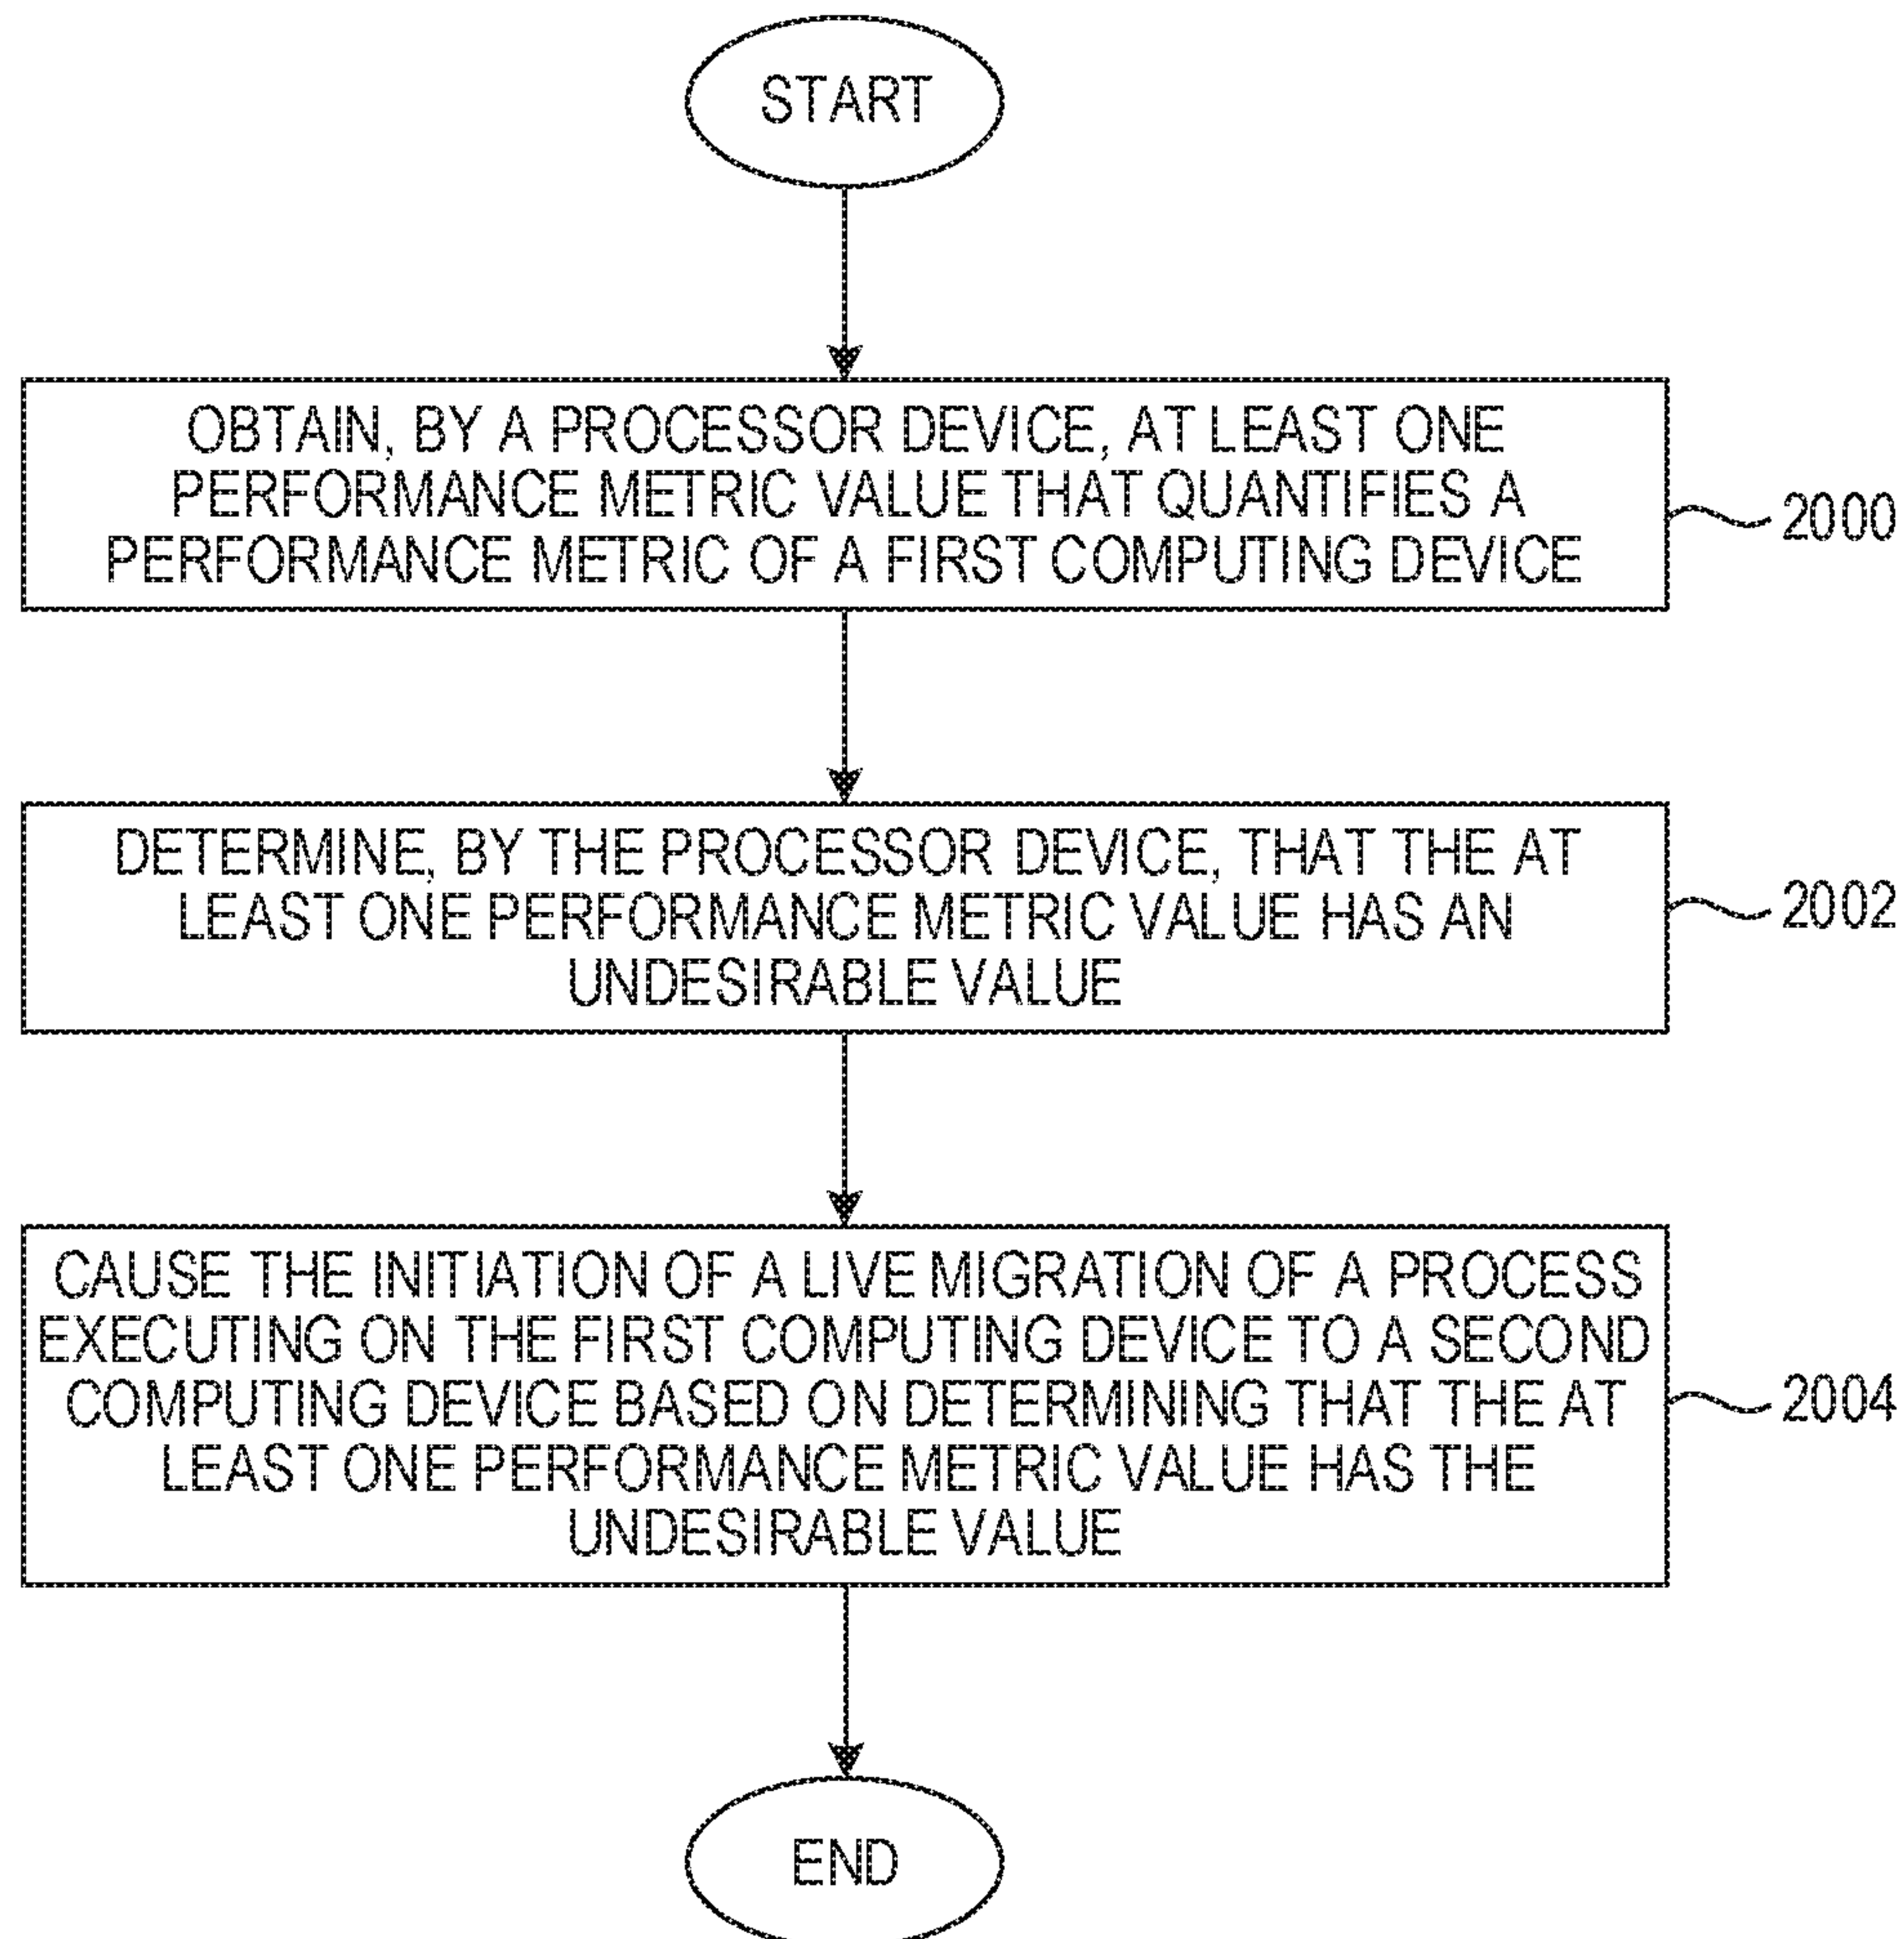 START
OBTAIN, BY A PROCESSOR DEVICE, AT LEAST ONE
PERFORMANCE METRIC VALUE THAT QUANTIFIES A
PERFORMANCE METRIC OF A FIRST COMPUTING DEVICE
2000
DETERMINE, BY THE PROCESSOR DEVICE, THAT THE AT
LEAST ONE PERFORMANCE METRIC VALUE HAS AN
UNDESIRABLE VALUE
2002
CAUSE THE INITIATION OF A LIVE MIGRATION OF A PROCESS
EXECUTING ON THE FIRST COMPUTING DEVICE TO A SECOND
COMPUTING DEVICE BASED ON DETERMINING THAT THE AT
LEAST ONE PERFORMANCE METRIC VALUE HAS THE
UNDESIRABLE VALUE
2004
END